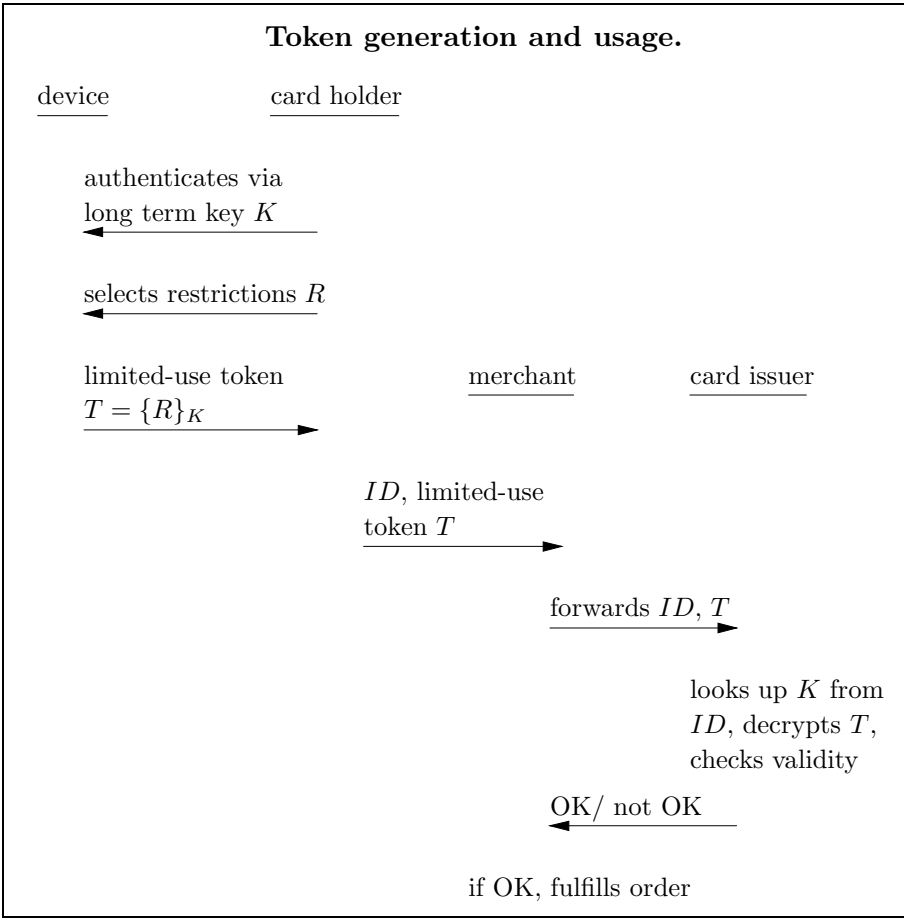 Token generation and usage.
device
card holder
authenticates via
long term key K
selects restrictions R
limited-use token
T = {R}K
merchant
card issuer
ID, limited-use
token T
forwards ID, T
looks up K from
ID, decrypts T,
checks validity
OK/ not OK
if OK, fulfills order